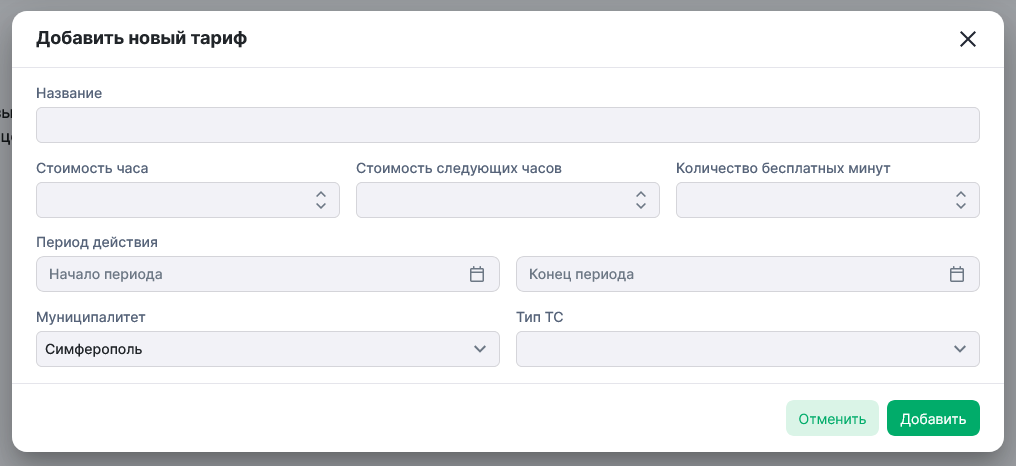 Добавить новый тариф
Название
Стоимость часа
Стоимость следующих часов
Количество бесплатных минут
Период действия
Начало периода
Конец периода
Муниципалитет
Тип ТС
Симферополь
Отменить
Добавить